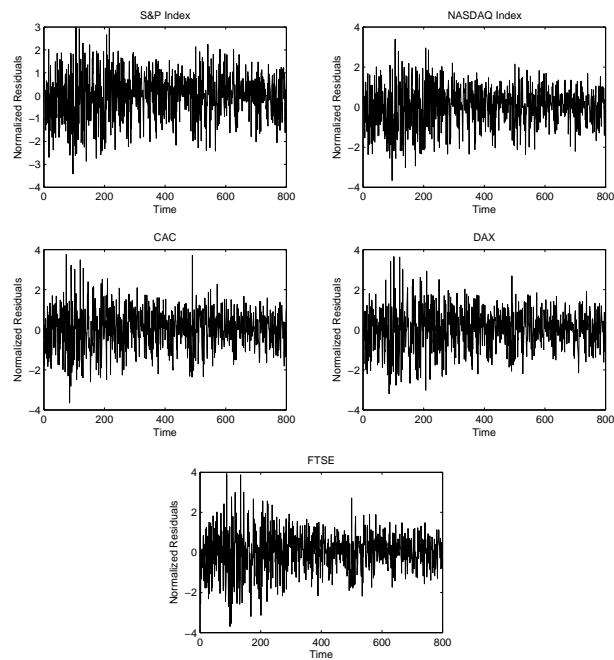 S&P Index
3
2
1
0
−1
−2
−3
−4
Normalized Residuals
0 200 400 600 800
Time
NASDAQ Index
4
2
0
−2
−4
Normalized Residuals
0 200 400 600 800
Time
CAC
4
2
0
−2
−4
Normalized Residuals
0 200 400 600 800
Time
DAX
4
2
0
−2
−4
Normalized Residuals
0 200 400 600 800
Time
FTSE
4
2
0
−2
−4
Normalized Residuals
0 200 400 600 800
Time